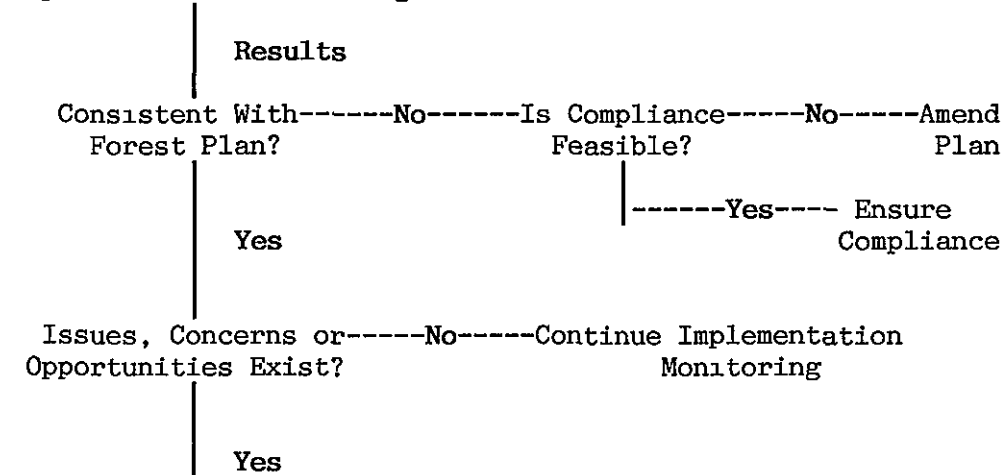 Results
Consistent With-------No------Is Compliance-----No-----Amend
Forest Plan? Feasible? Plan
-------Yes---- Ensure
Yes Compliance
Issues, Concerns or-----No-----Continue Implementation
Opportunities Exist? Monitoring
Yes